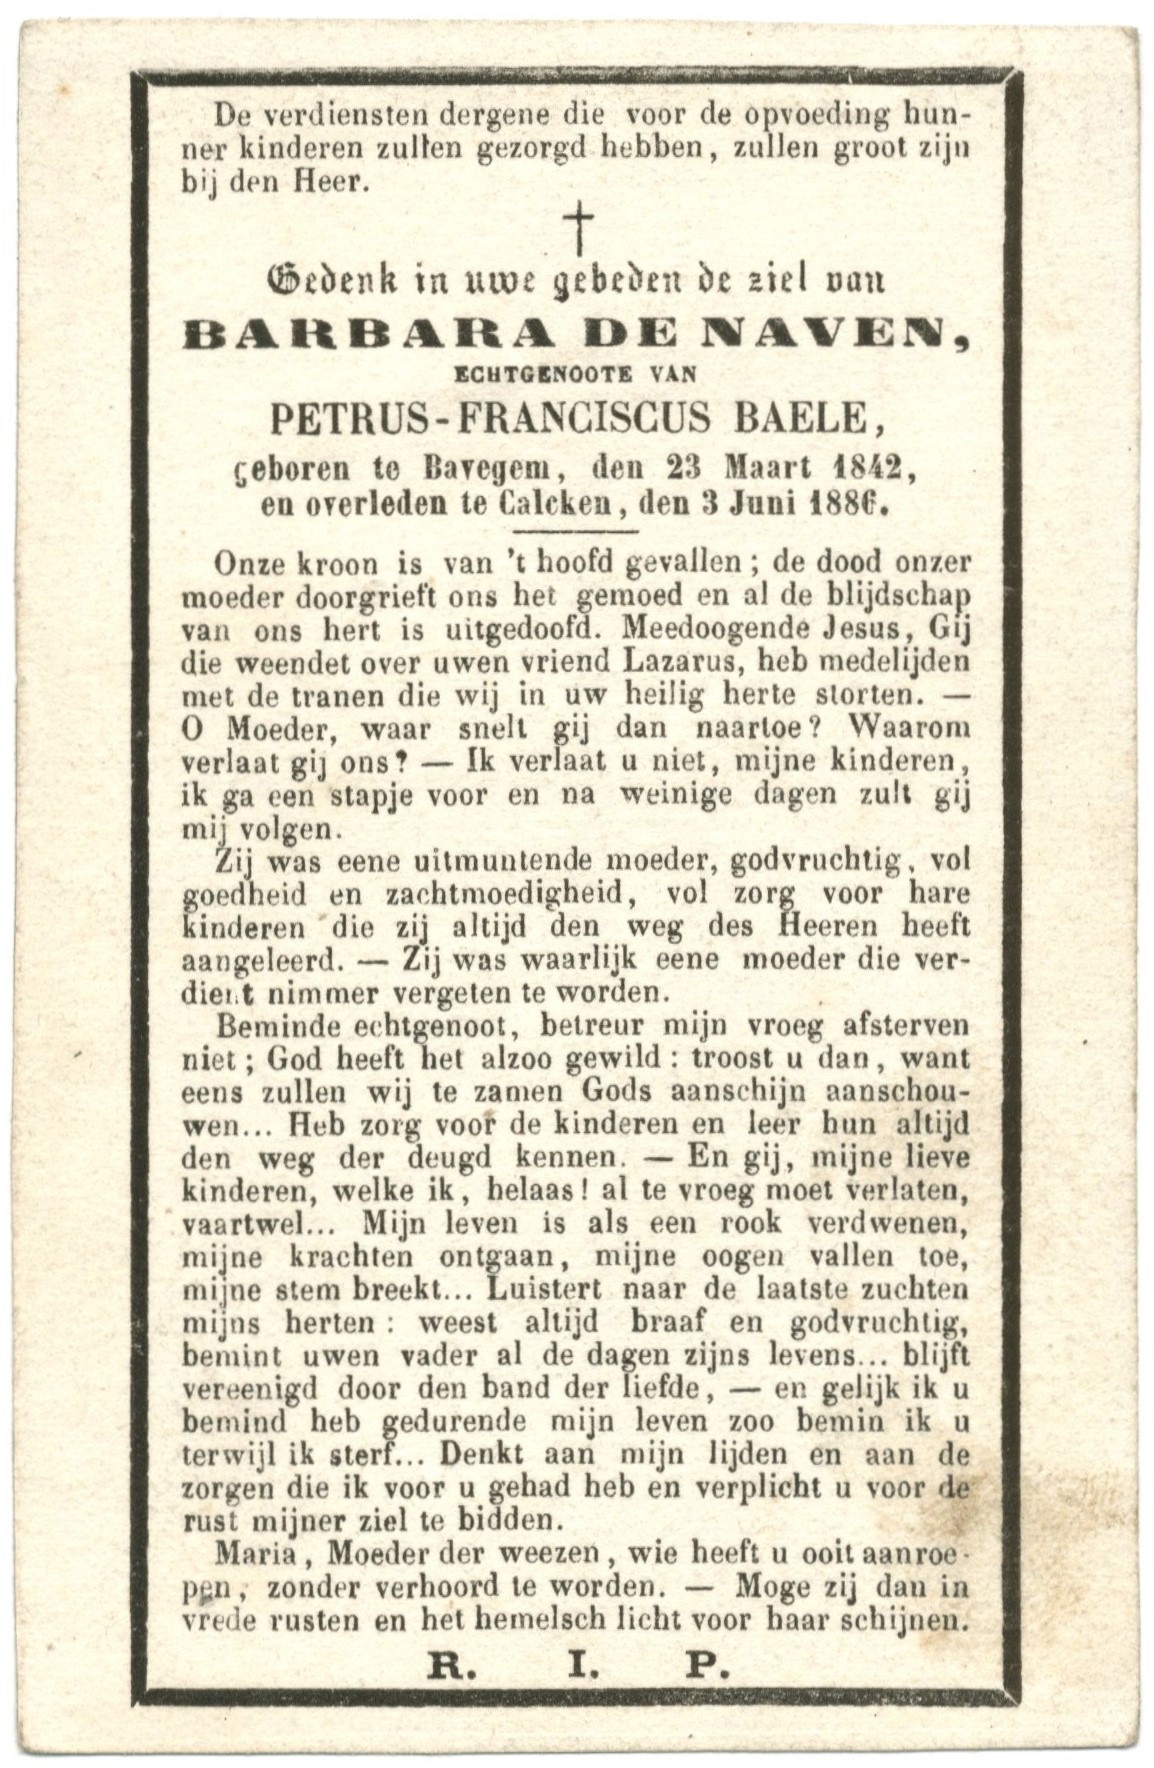 De verdiensten dergene die voor de opvoeding hun-
ner kinderen zullen gezorgd hebben, zullen groot zijn
bij den Heer.
Gedenk in uwe gebeden de ziel van
BARBARA DE NAVEN,
ECHTGENOOTE VAN
PETRUS-FRANCISCUS BAELE,
geboren te Bavegem, den 23 Maart 1842,
en overleden te Calcken, den 3 Juni 1886.
Onze kroon is van 't hoofd gevallen; de dood onzer
moeder doorgrieft ons het gemoed en al de blijdschap
van ons hert is uitgedoofd. Meedoogende Jesus, Gij
die weendet over uwen vriend Lazarus, heb medelijden
met de tranen die wij in uw heilig herte storten. —
O Moeder, waar snelt gij dan naartoe? Waarom
verlaat gij ons? — Ik verlaat u niet, mijne kinderen,
ik ga een stapje voor en na weinige dagen zult gij
mij volgen.
Zij was eene uitmuntende moeder, godvruchtig, vol
goedheid en zachtmoedigheid, vol zorg voor hare
kinderen die zij altijd den weg des Heeren heeft
aangeleerd. — Zij was waarlijk eene moeder die ver-
dient nimmer vergeten te worden.
Beminde echtgenoot, betreur mijn vroeg afsterven
niet; God heeft het alzoo gewild: troost u dan, want
eens zullen wij te zamen Gods aanschijn aanschou-
wen... Heb zorg voor de kinderen en leer hun altijd
den weg der deugd kennen. — En gij, mijne lieve
kinderen, welke ik, helaas! al te vroeg moet verlaten,
vaartwel... Mijn leven is als een rook verdwenen,
mijne krachten ontgaan, mijne oogen vallen toe,
mijne stem breekt... Luistert naar de laatste zuchten
mijns herten: weest altijd braaf en godvruchtig,
bemint uwen vader al de dagen zijns levens... blijft
vereenigd door den band der liefde, — en gelijk ik u
bemind heb gedurende mijn leven zoo bemin ik u
terwijl ik sterf... Denkt aan mijn lijden en aan de
zorgen die ik voor u gehad heb en verplicht u voor de
rust mijner ziel te bidden.
Maria, Moeder der weezen, wie heeft u ooit aanroe-
pen, zonder verhoord te worden. — Moge zij dan in
vrede rusten en het hemelsch licht voor haar schijnen.
R. I. P.